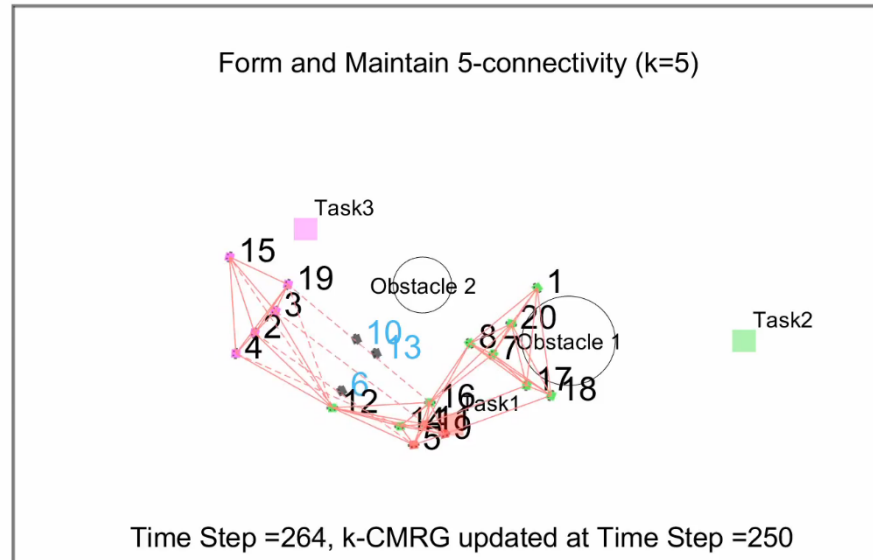 Form and Maintain 5-connectivity (k=5)
Task3
15
19
Obstacle 2
1
3
20
Task2
2
10
8
Obstacle 1
4
13
7
6
17
18
12
16
Task1
14
11
9
5
Time Step =264, k-CMRG updated at Time Step =250